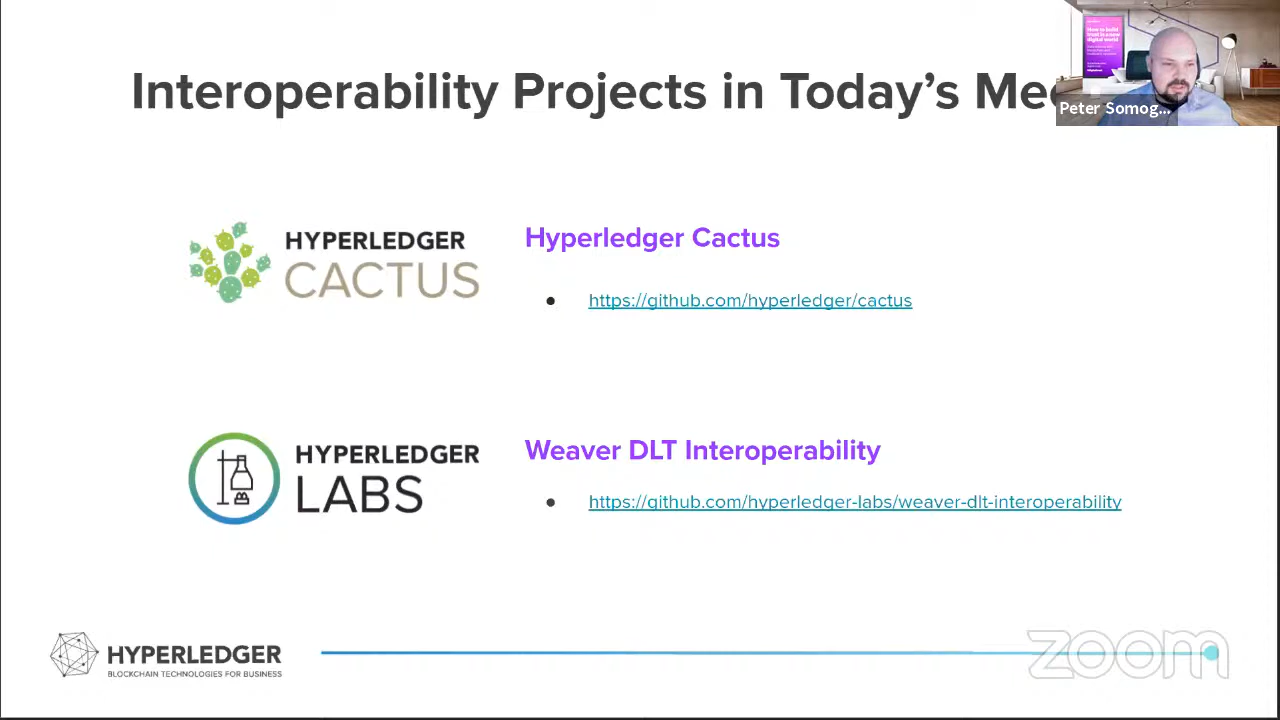 Interoperability Projects in Today's Mee
Peter Somog...
HYPERLEDGER
CACTUS
Hyperledger Cactus
● https://github.com/hyperledger/cactus
HYPERLEDGER
LABS
Weaver DLT Interoperability
● https://github.com/hyperledger-labs/weaver-dlt-interoperability
HYPERLEDGER
BLOCKCHAIN TECHNOLOGIES FOR BUSINESS
zoom